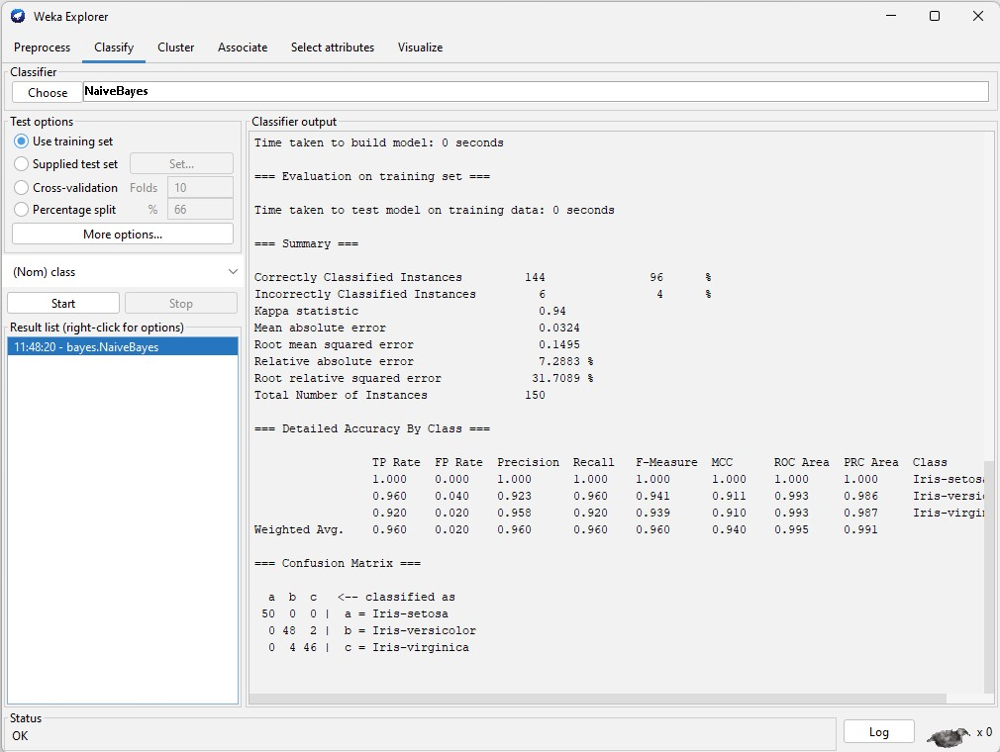 Weka Explorer
Preprocess Classify Cluster Associate Select attributes Visualize
Classifier
Choose NaiveBayes
Test options
Use training set
Supplied test set Set...
Cross-validation Folds 10
Percentage split % 66
More options...
(Nom) class
Start Stop
Result list (right-click for options)
11:48:20 - bayes.NaiveBayes
Classifier output
Time taken to build model: 0 seconds
=== Evaluation on training set ===
Time taken to test model on training data: 0 seconds
=== Summary ===
Correctly Classified Instances 144 96 %
Incorrectly Classified Instances 6 4 %
Kappa statistic 0.94
Mean absolute error 0.0324
Root mean squared error 0.1495
Relative absolute error 7.2883 %
Root relative squared error 31.7089 %
Total Number of Instances 150
=== Detailed Accuracy By Class ===
TP Rate FP Rate Precision Recall F-Measure MCC ROC Area PRC Area Class
1.000 0.000 1.000 1.000 1.000 1.000 1.000 1.000 Iris-setosa
0.960 0.040 0.923 0.960 0.941 0.911 0.993 0.986 Iris-versi
0.920 0.020 0.958 0.920 0.939 0.910 0.993 0.987 Iris-virgi
Weighted Avg. 0.960 0.020 0.960 0.960 0.960 0.940 0.995 0.991
=== Confusion Matrix ===
a b c <-- classified as
50 0 0 | a = Iris-setosa
0 48 2 | b = Iris-versicolor
0 4 46 | c = Iris-virginica
Status
OK
Log
x 0